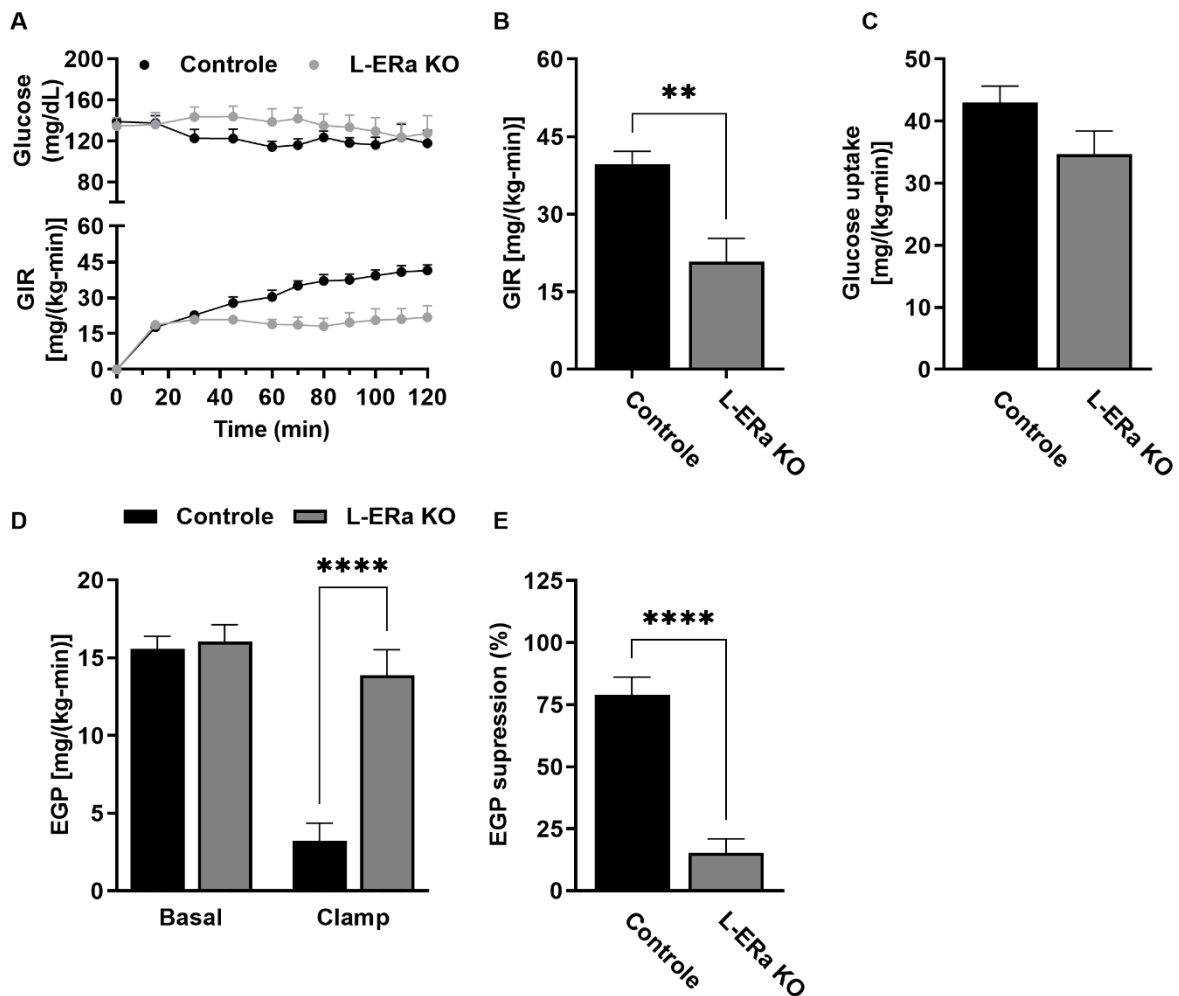 A
Controle L-ERa KO
Glucose
(mg/dL)
200
160
120
80
GIR
[mg/(kg-min)]
60
45
30
15
0
0 20 40 60 80 100 120
Time (min)
B
GIR [mg/(kg-min)]
60
45
30
15
0
**
Controle
L-ERa KO
C
Glucose uptake
[mg/(kg-min)]
50
40
30
20
10
0
Controle
L-ERa KO
D
Controle L-ERa KO
EGP [mg/(kg-min)]
20
15
10
5
0
****
Basal Clamp
E
EGP supression (%)
125
100
75
50
25
0
****
Controle
L-ERa KO